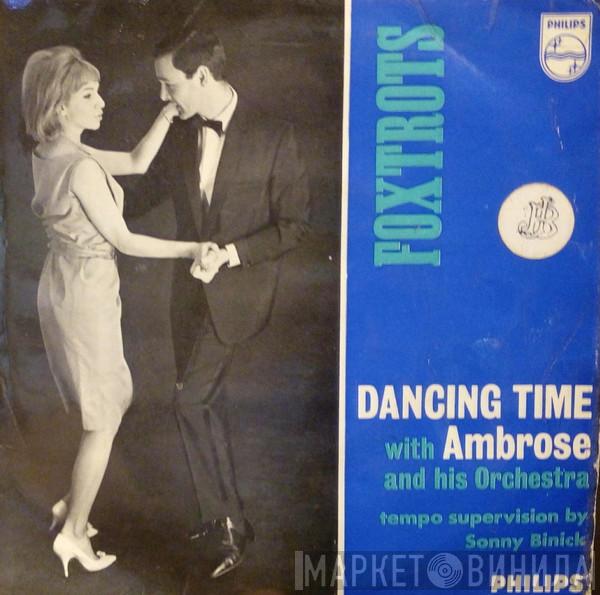 PHILIPS
FOXTROTS
DANCING TIME
with Ambrose
and his Orchestra
tempo supervision by
Sonny Binick
МАРКЕТ ВИНИЛА
PHILIPS